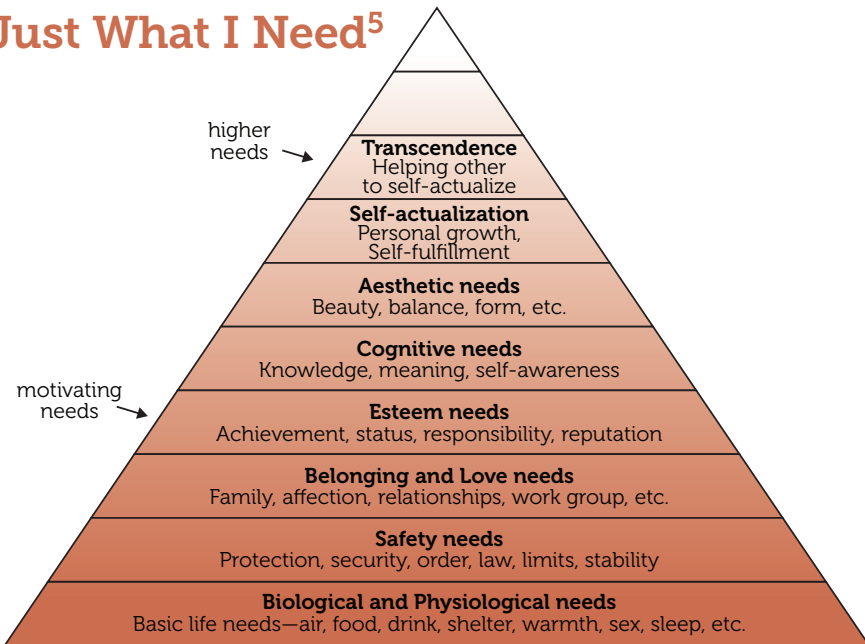 Just What I Need⁵
higher
needs
Transcendence
Helping other
to self-actualize
Self-actualization
Personal growth,
Self-fulfillment
Aesthetic needs
Beauty, balance, form, etc.
Cognitive needs
Knowledge, meaning, self-awareness
motivating
needs
Esteem needs
Achievement, status, responsibility, reputation
Belonging and Love needs
Family, affection, relationships, work group, etc.
Safety needs
Protection, security, order, law, limits, stability
Biological and Physiological needs
Basic life needs—air, food, drink, shelter, warmth, sex, sleep, etc.